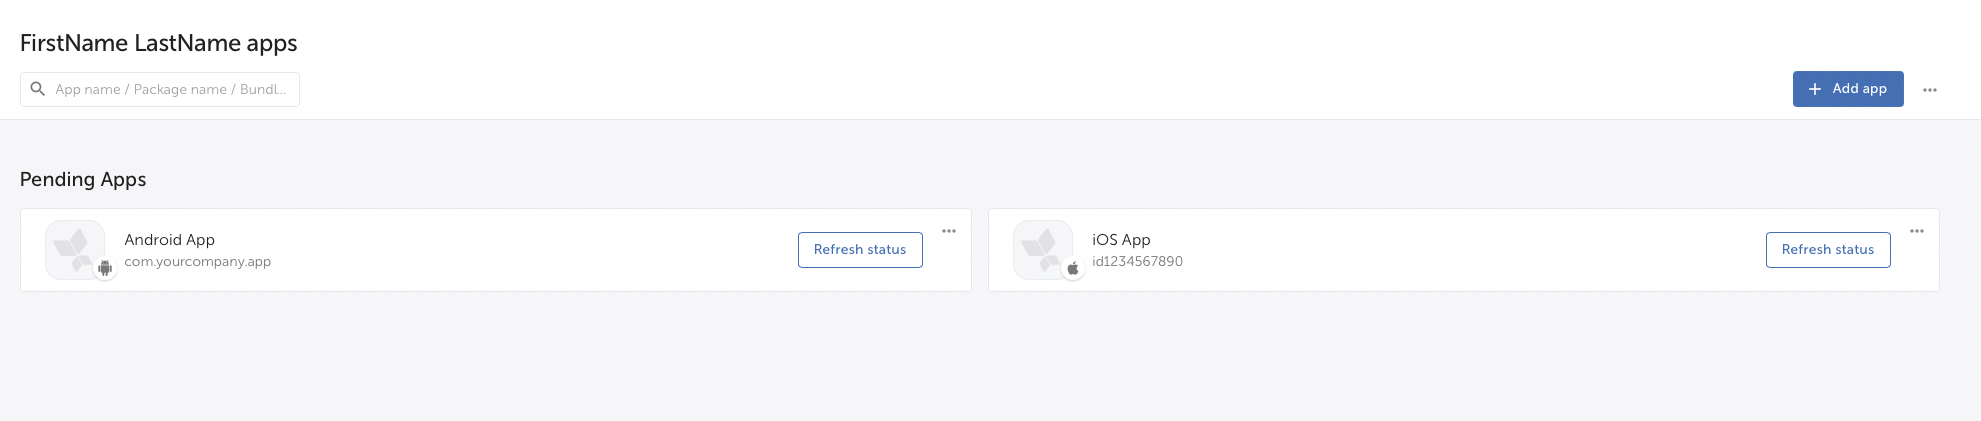 FirstName LastName apps
App name / Package name / Bundl...
Add app
Pending Apps
Android App
com.yourcompany.app
Refresh status
iOS App
id1234567890
Refresh status